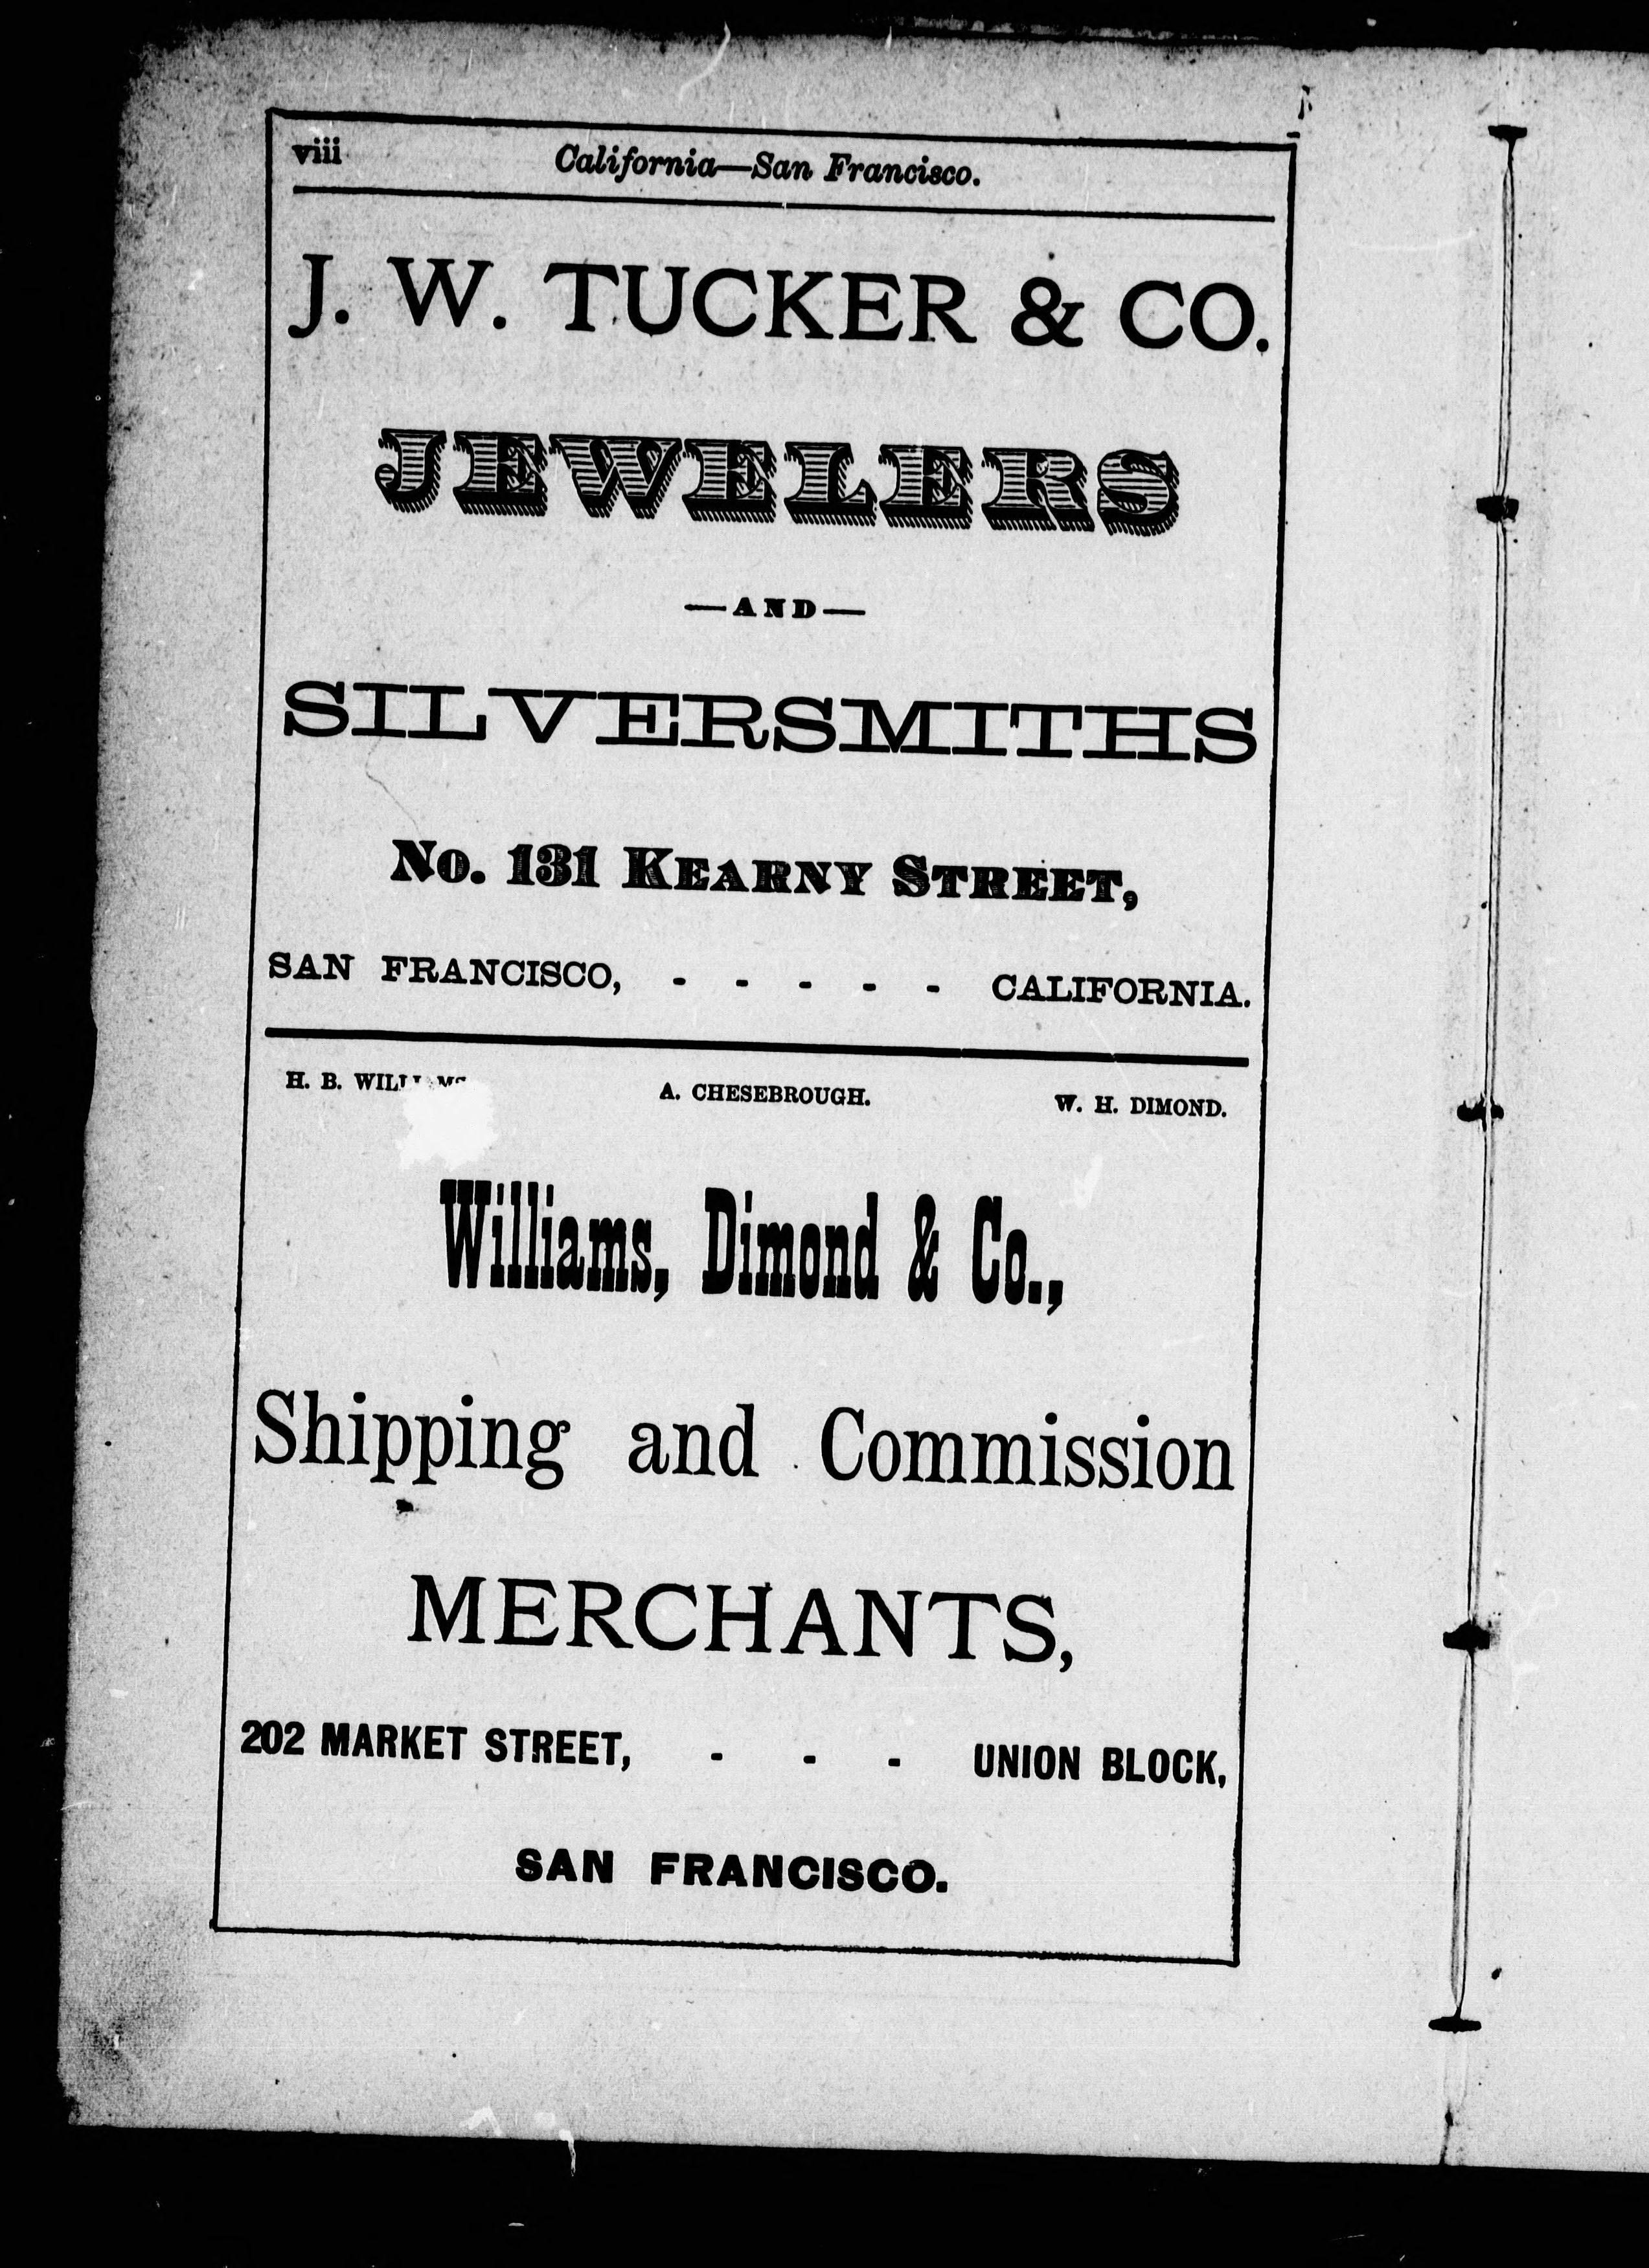 viii California—San Francisco.
J. W. TUCKER & CO.
JEWELERS
—AND—
SILVERSMITHS
No. 131 KEARNY STREET,
SAN FRANCISCO, - - - - - CALIFORNIA.
H. B. WILLIAMS A. CHESEBROUGH. W. H. DIMOND.
Williams, Dimond & Co.,
Shipping and Commission
MERCHANTS,
202 MARKET STREET, - - - UNION BLOCK,
SAN FRANCISCO.